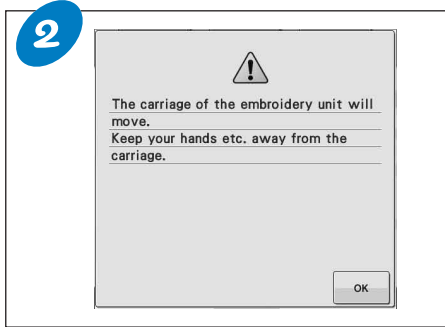 2
The carriage of the embroidery unit will
move.
Keep your hands etc. away from the
carriage.
OK